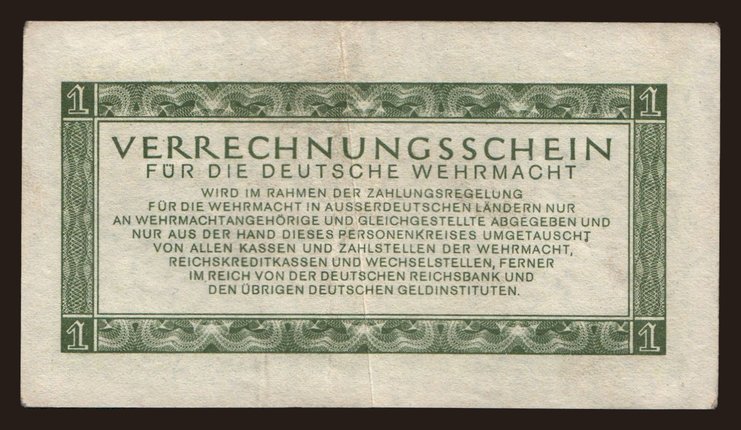 1 1
VERRECHNUNGSSCHEIN
FÜR DIE DEUTSCHE WEHRMACHT
WIRD IM RAHMEN DER ZAHLUNGSREGELUNG
FÜR DIE WEHRMACHT IN AUSSERDEUTSCHEN LÄNDERN NUR
AN WEHRMACHTANGEHÖRIGE UND GLEICHGESTELLTE ABGEGEBEN UND
NUR AUS DER HAND DIESES PERSONENKREISES UMGETAUSCHT
VON ALLEN KASSEN UND ZAHLSTELLEN DER WEHRMACHT,
REICHSKREDITKASSEN UND WECHSELSTELLEN, FERNER
IM REICH VON DER DEUTSCHEN REICHSBANK UND
DEN ÜBRIGEN DEUTSCHEN GELDINSTITUTEN.
1 1